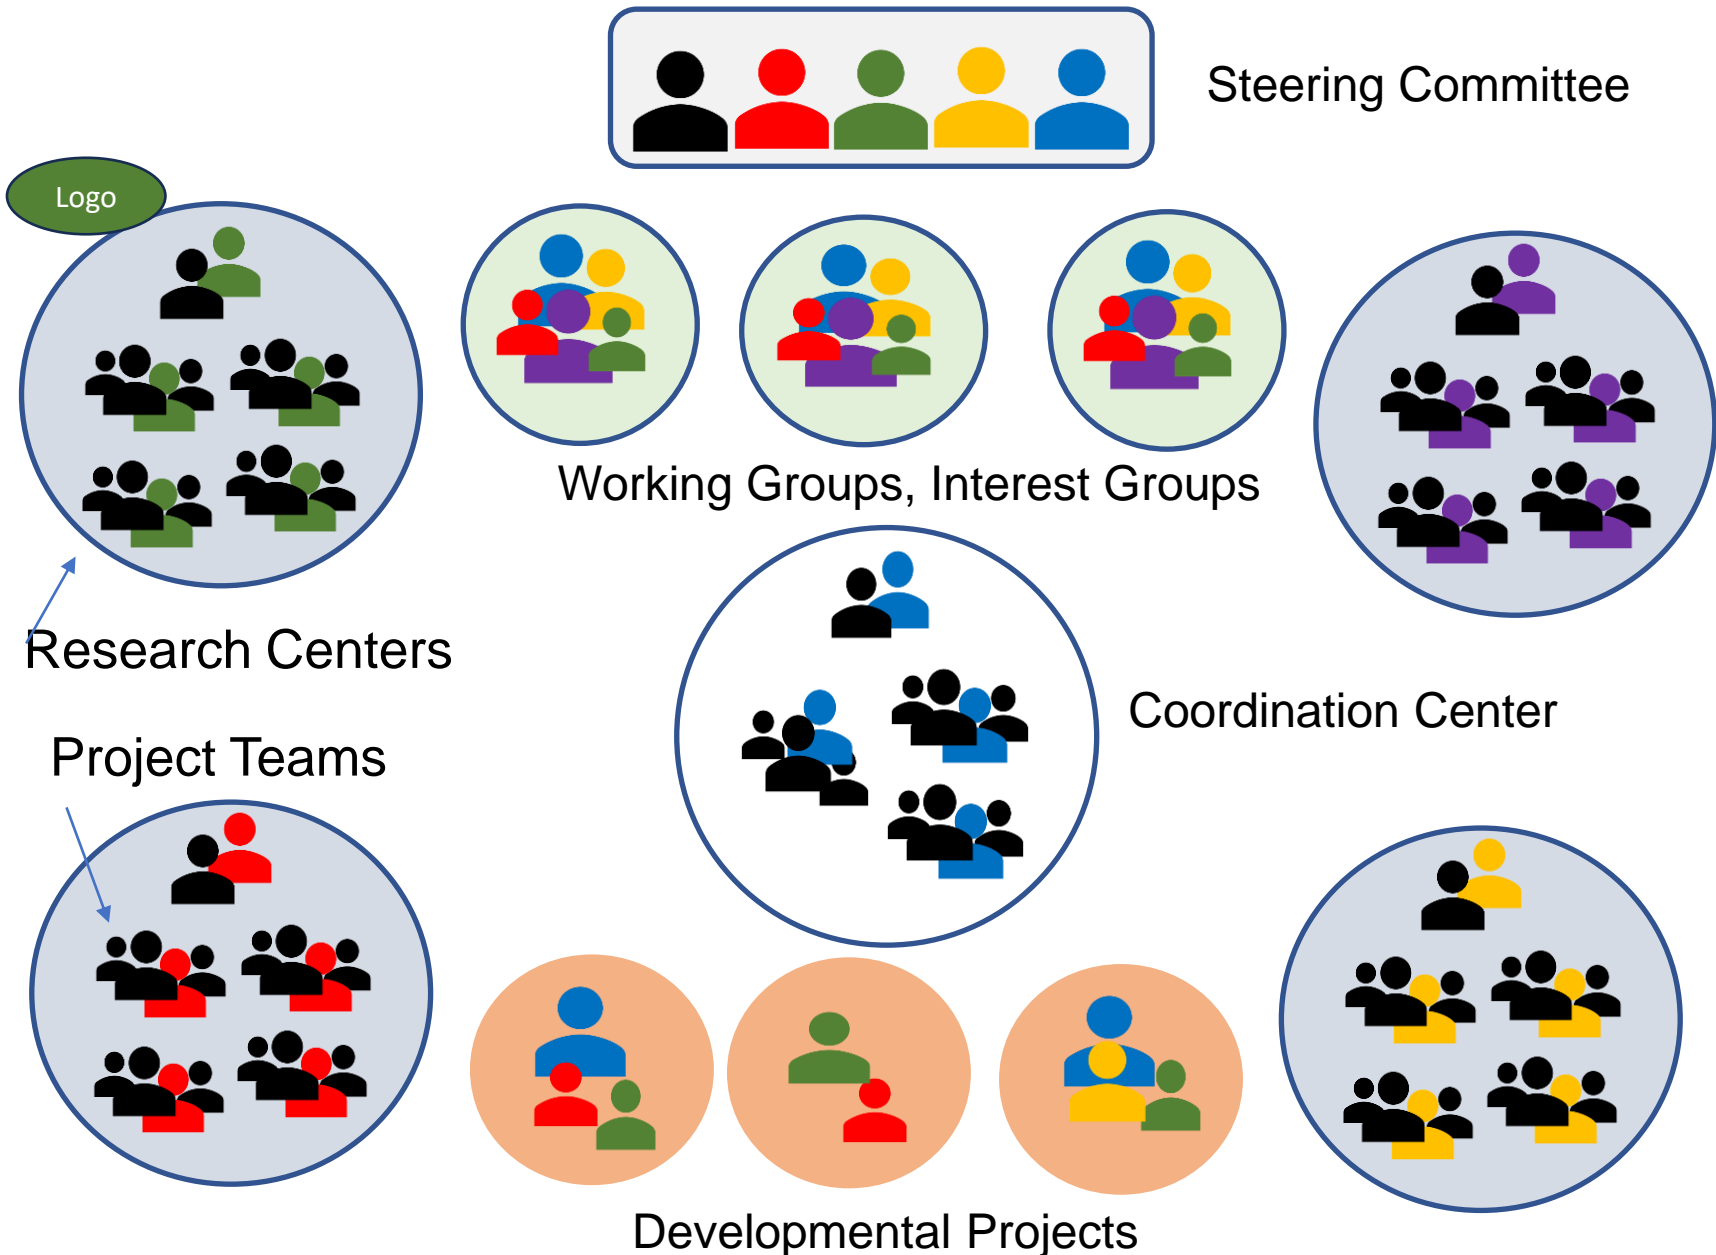 Steering Committee
Logo
Working Groups, Interest Groups
Research Centers
Coordination Center
Project Teams
Developmental Projects